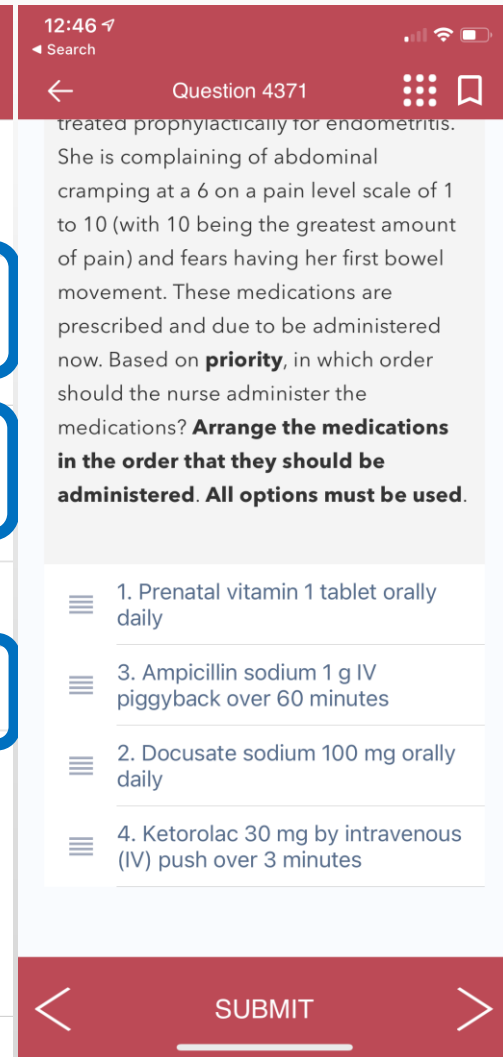 12:46
◄ Search
Question 4371
treated prophylactically for endometritis.
She is complaining of abdominal
cramping at a 6 on a pain level scale of 1
to 10 (with 10 being the greatest amount
of pain) and fears having her first bowel
movement. These medications are
prescribed and due to be administered
now. Based on priority, in which order
should the nurse administer the
medications? Arrange the medications
in the order that they should be
administered. All options must be used.
1. Prenatal vitamin 1 tablet orally
daily
3. Ampicillin sodium 1 g IV
piggyback over 60 minutes
2. Docusate sodium 100 mg orally
daily
4. Ketorolac 30 mg by intravenous
(IV) push over 3 minutes
SUBMIT